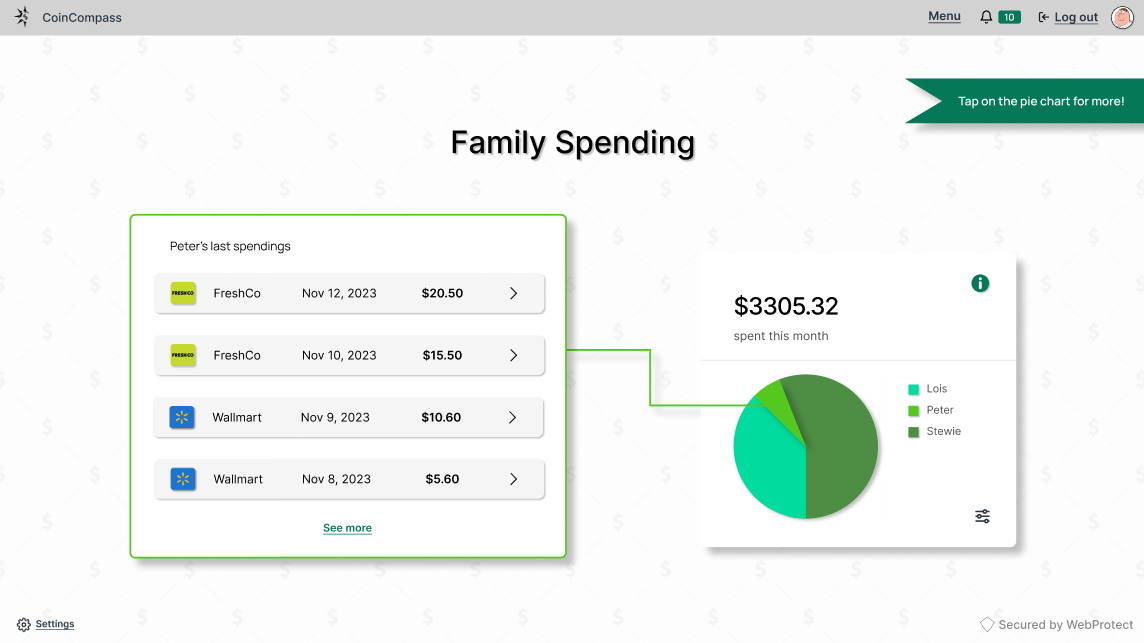 CoinCompass
Menu
10
Log out
Tap on the pie chart for more!
Family Spending
Peter's last spendings
FRESHCO FreshCo Nov 12, 2023 $20.50
FRESHCO FreshCo Nov 10, 2023 $15.50
Wallmart Nov 9, 2023 $10.60
Wallmart Nov 8, 2023 $5.60
See more
$3305.32
spent this month
Lois
Peter
Stewie
Settings
Secured by WebProtect